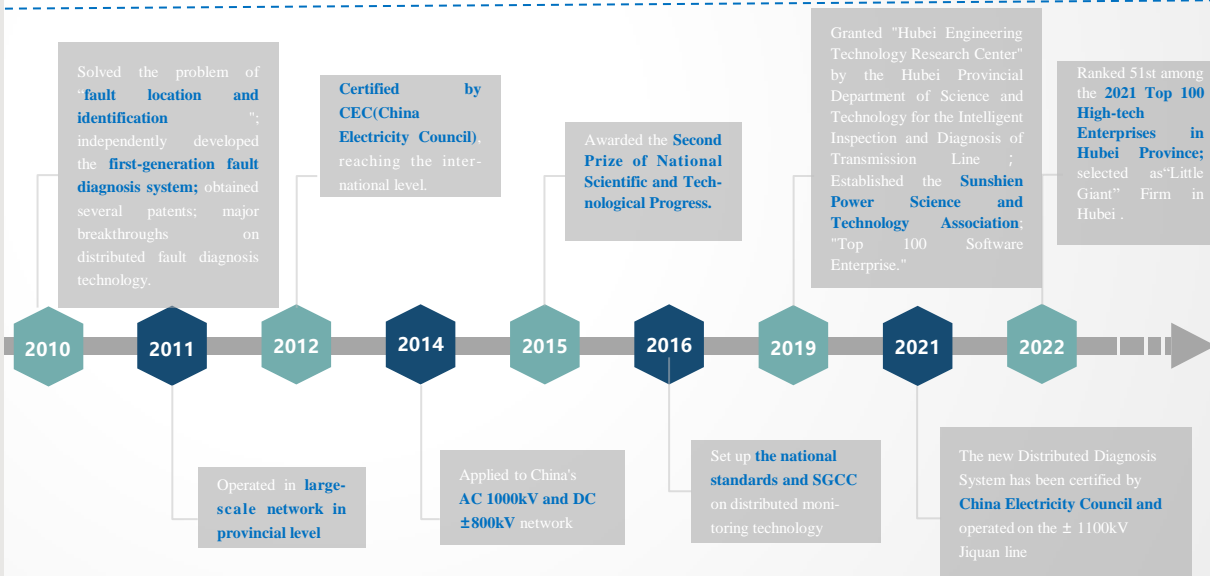 Solved the problem of
“fault location and
identification ";
independently developed
the first-generation fault
diagnosis system; obtained
several patents; major
breakthroughs on
distributed fault diagnosis
technology.
Certified by
CEC(China
Electricity Council),
reaching the inter-
national level.
Awarded the Second
Prize of National
Scientific and Tech-
nological Progress.
Granted "Hubei Engineering
Technology Research Center"
by the Hubei Provincial
Department of Science and
Technology for the Intelligent
Inspection and Diagnosis of
Transmission Line ;
Established the Sunshien
Power Science and
Technology Association;
"Top 100 Software
Enterprise."
Ranked 51st among
the 2021 Top 100
High-tech
Enterprises in
Hubei Province;
selected as“Little
Giant” Firm in
Hubei .
2010
2011
2012
2014
2015
2016
2019
2021
2022
Operated in large-
scale network in
provincial level
Applied to China's
AC 1000kV and DC
±800kV network
Set up the national
standards and SGCC
on distributed moni-
toring technology
The new Distributed Diagnosis
System has been certified by
China Electricity Council and
operated on the ± 1100kV
Jiquan line